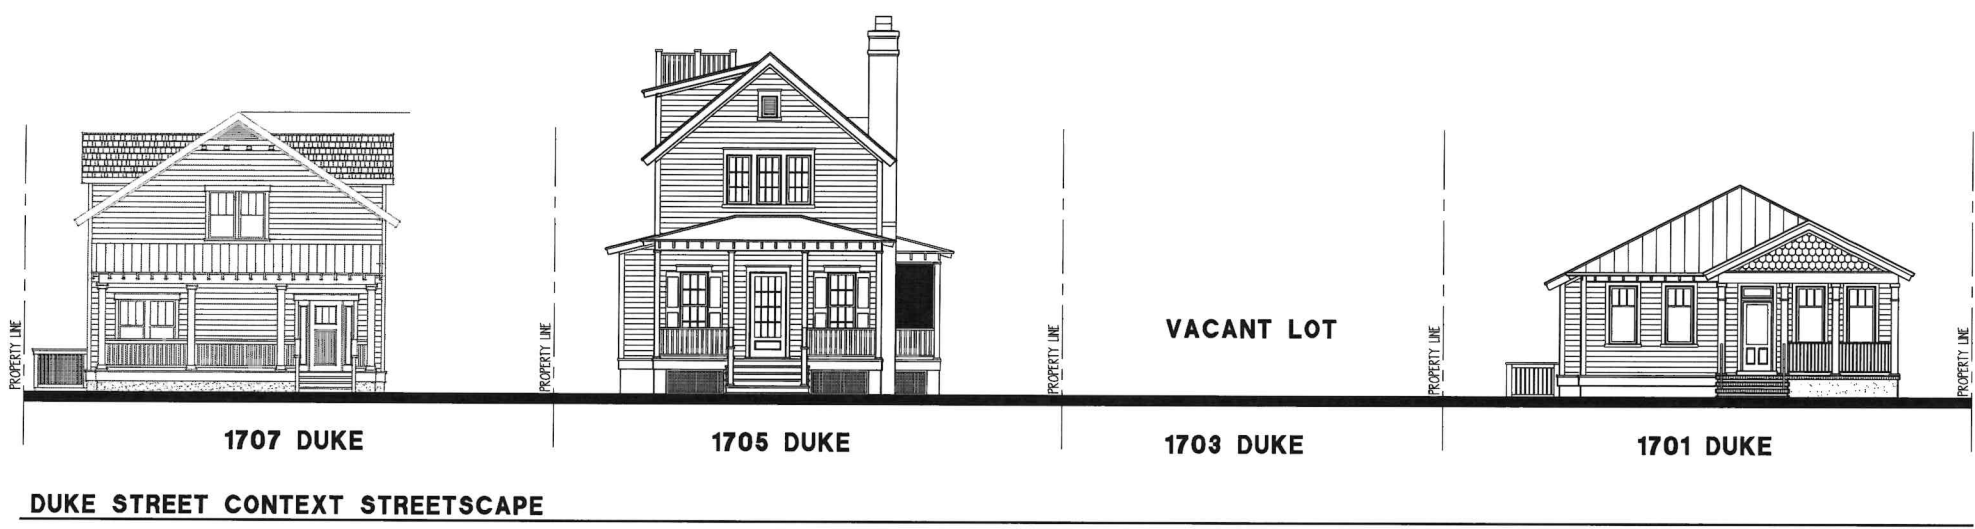 PROPERTY LINE
PROPERTY LINE
PROPERTY LINE
PROPERTY LINE
PROPERTY LINE
VACANT LOT
1707 DUKE
1705 DUKE
1703 DUKE
1701 DUKE
DUKE STREET CONTEXT STREETSCAPE